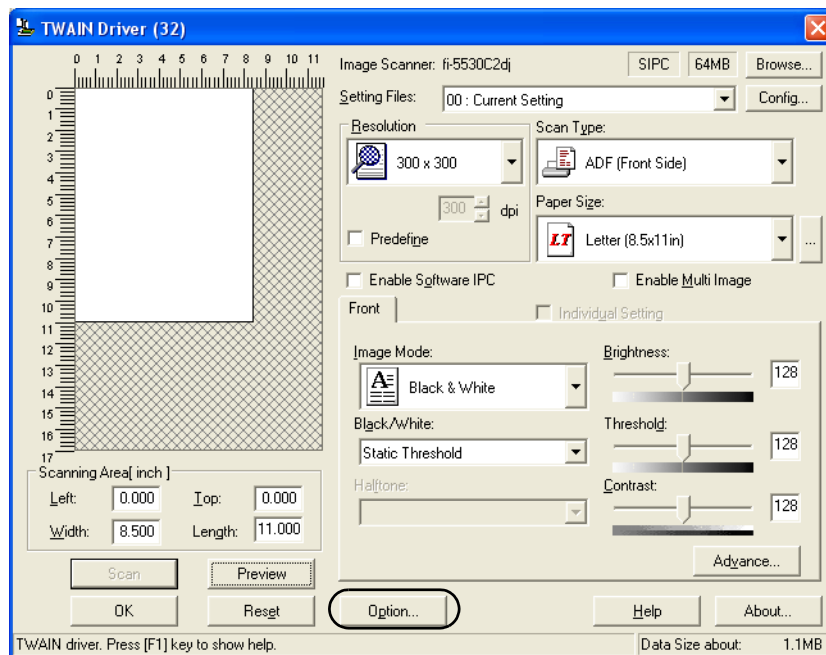 TWAIN Driver (32)
0 1 2 3 4 5 6 7 8 9 10 11
0
1
2
3
4
5
6
7
8
9
10
11
12
13
14
15
16
17
Image Scanner: fi-5530C2dj
SIPC
64MB
Browse...
Setting Files:
00 : Current Setting
Config...
Resolution
300 x 300
300
dpi
Predefine
Scan Type:
ADF (Front Side)
Paper Size:
LT
Letter (8.5x11in)
...
Enable Software IPC
Enable Multi Image
Front
Individual Setting
Image Mode:
A
Black & White
Black/White:
Static Threshold
Halftone:
Brightness:
128
Threshold:
128
Contrast:
128
Advance...
Scanning Area[ inch ]
Left: 0.000 Top: 0.000
Width: 8.500 Length: 11.000
Scan
Preview
OK
Reset
Option...
Help
About...
TWAIN driver. Press [F1] key to show help.
Data Size about: 1.1MB